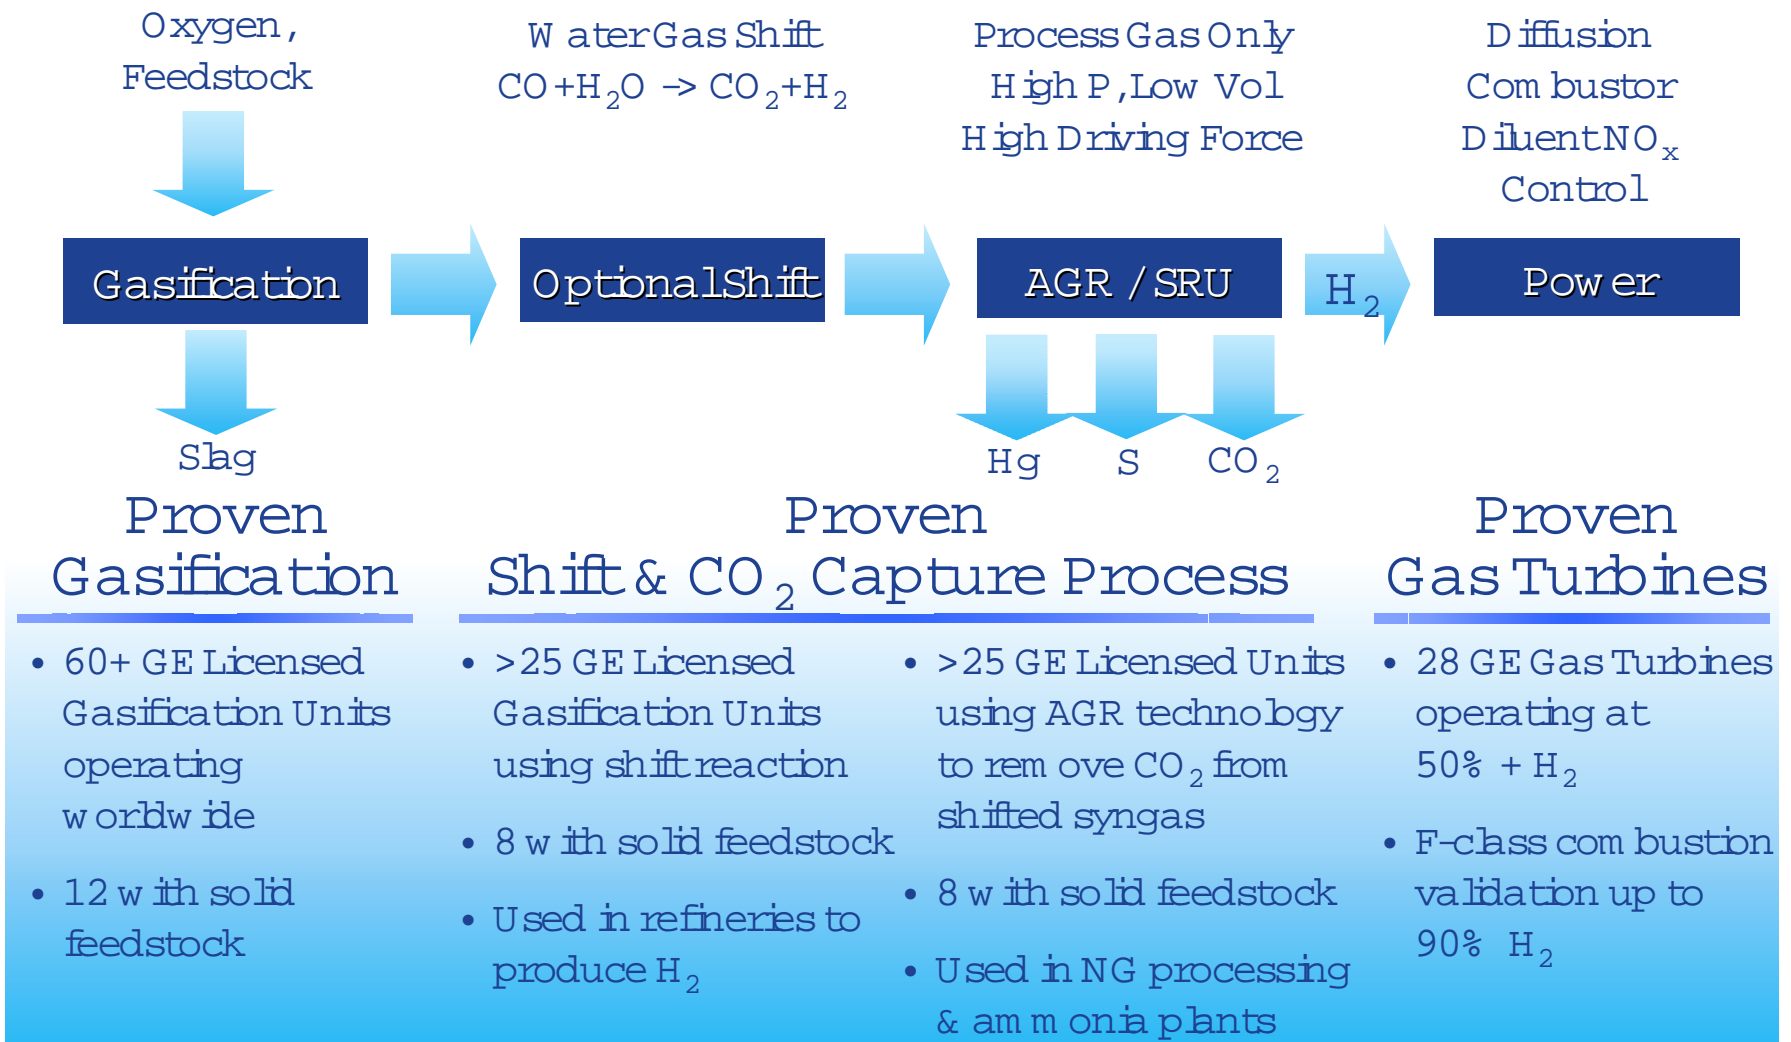 Oxygen,
Feedstock
Water Gas Shift
CO+H₂O -> CO₂+H₂
Process Gas Only
High P, Low Vol
High Driving Force
Diffusion
Combustor
Diluent NOₓ
Control
Gasification
Optional Shift
AGR / SRU
H₂
Power
Slag
Hg
S
CO₂
Proven
Gasification
Proven
Shift & CO₂ Capture Process
Proven
Gas Turbines
• 60+ GE Licensed
Gasification Units
operating
worldwide
• 12 with solid
feedstock
• >25 GE Licensed
Gasification Units
using shift reaction
• 8 with solid feedstock
• Used in refineries to
produce H₂
• >25 GE Licensed Units
using AGR technology
to remove CO₂ from
shifted syngas
• 8 with solid feedstock
• Used in NG processing
& ammonia plants
• 28 GE Gas Turbines
operating at
50% + H₂
• F-class combustion
validation up to
90% H₂